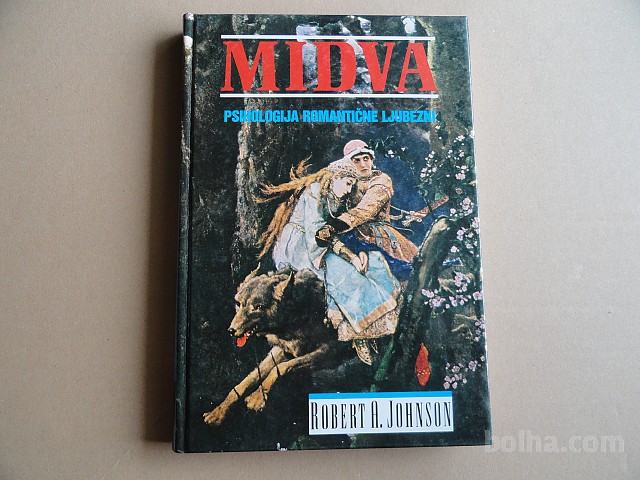 MIDVA
PSIHOLOGIJA ROMANTIČNE LJUBEZNI
ROBERT A. JOHNSON
bolha.com